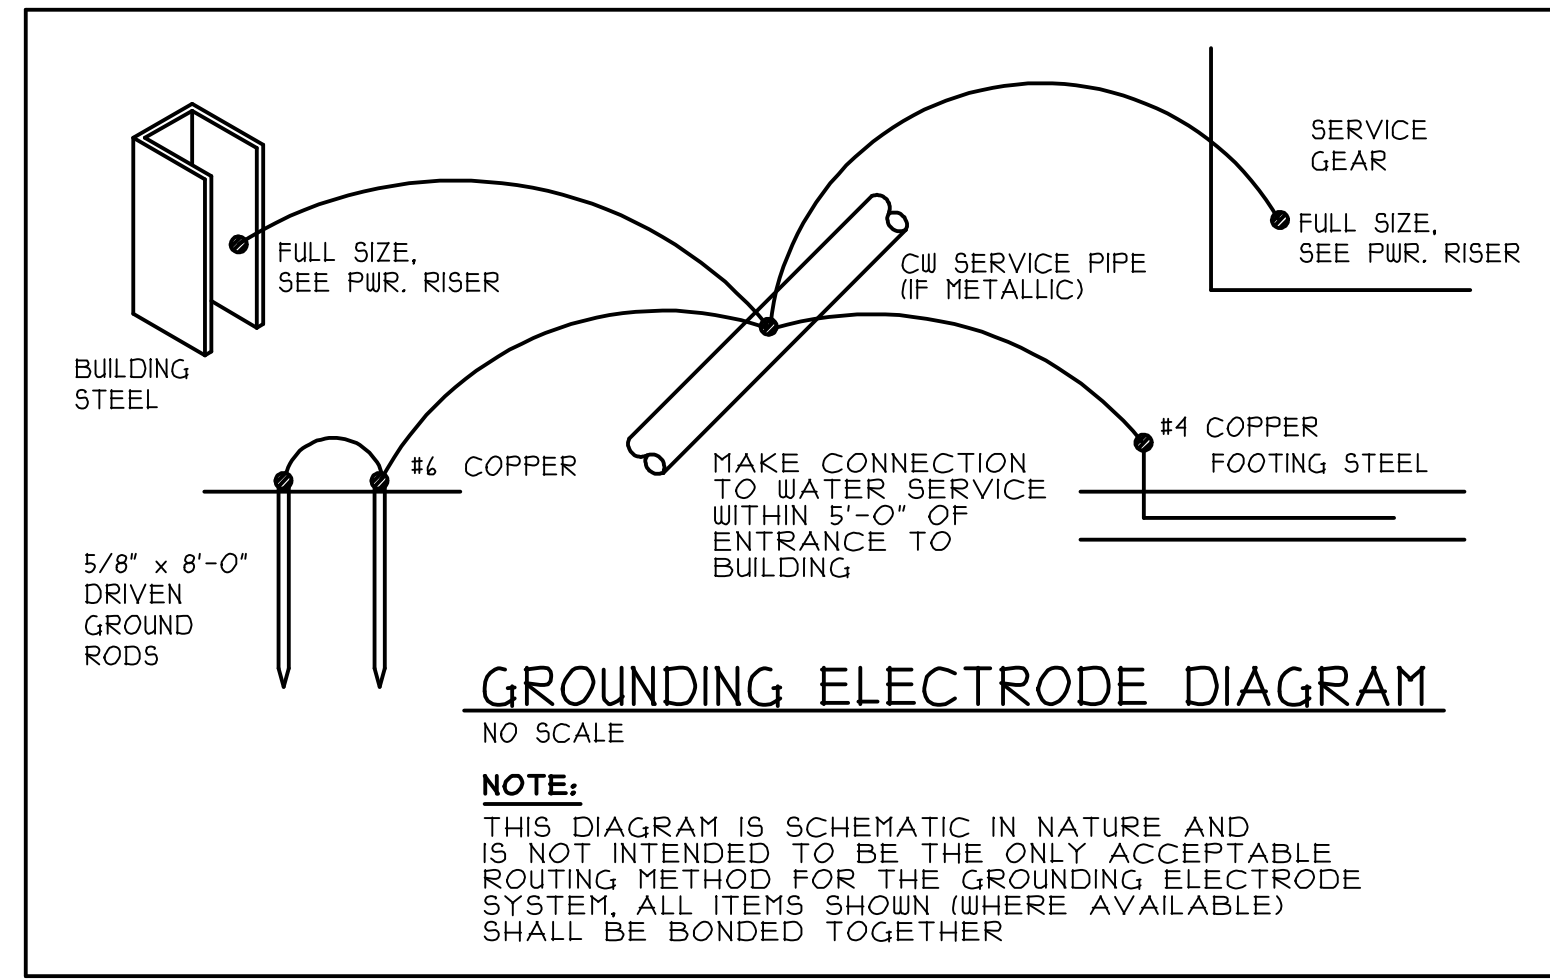 SERVICE
GEAR
FULL SIZE,
SEE PWR. RISER
FULL SIZE,
SEE PWR. RISER
CW SERVICE PIPE
(IF METALLIC)
BUILDING
STEEL
#4 COPPER
FOOTING STEEL
#6 COPPER
MAKE CONNECTION
TO WATER SERVICE
WITHIN 5'-0" OF
ENTRANCE TO
BUILDING
5/8" x 8'-0"
DRIVEN
GROUND
RODS
GROUNDING ELECTRODE DIAGRAM
NO SCALE
NOTE:
THIS DIAGRAM IS SCHEMATIC IN NATURE AND
IS NOT INTENDED TO BE THE ONLY ACCEPTABLE
ROUTING METHOD FOR THE GROUNDING ELECTRODE
SYSTEM, ALL ITEMS SHOWN (WHERE AVAILABLE)
SHALL BE BONDED TOGETHER